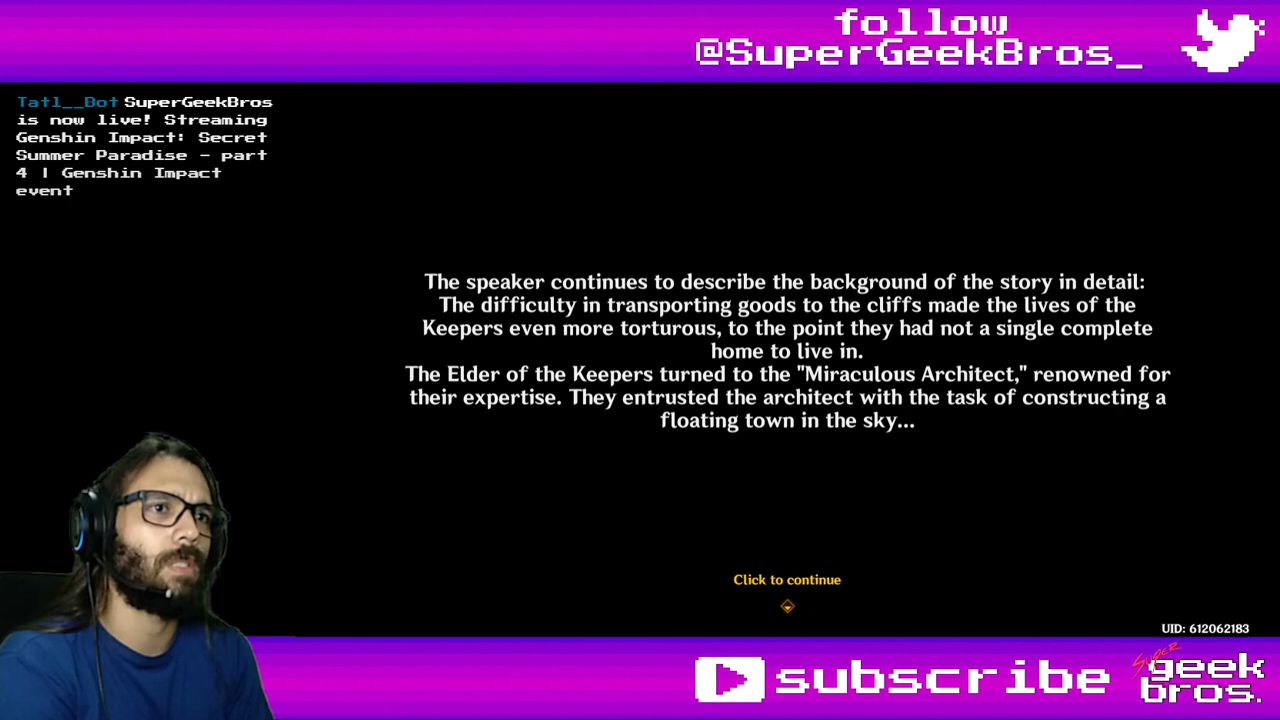 follow
@SuperGeekBros_
Tatl__Bot SuperGeekBros
is now live! Streaming
Genshin Impact: Secret
Summer Paradise - part
4 | Genshin Impact
event
The speaker continues to describe the background of the story in detail:
The difficulty in transporting goods to the cliffs made the lives of the
Keepers even more torturous, to the point they had not a single complete
home to live in.
The Elder of the Keepers turned to the "Miraculous Architect," renowned for
their expertise. They entrusted the architect with the task of constructing a
floating town in the sky...
Click to continue
UID: 612062183
subscribe
super
geek
bros.